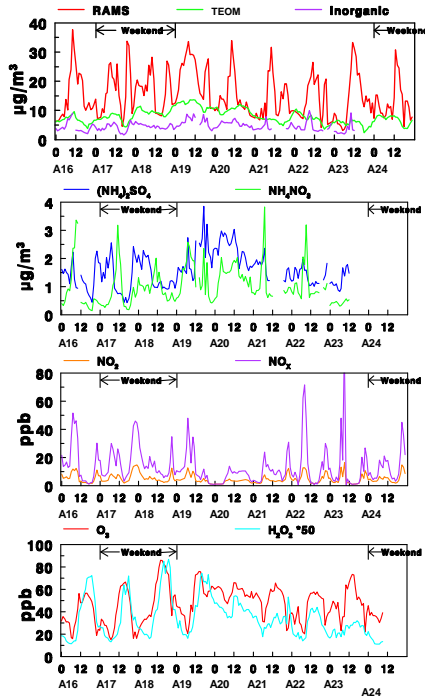 RAMS TEOM Inorganic
Weekend Weekend
40
30
20
10
0
µg/m³
0 12 0 12 0 12 0 12 0 12 0 12 0 12 0 12 0 12
A16 A17 A18 A19 A20 A21 A22 A23 A24
(NH₄)₂SO₄ NH₄NO₃
Weekend Weekend
4
3
2
1
0
µg/m³
0 12 0 12 0 12 0 12 0 12 0 12 0 12 0 12 0 12
A16 A17 A18 A19 A20 A21 A22 A23 A24
NO₂ NOₓ
Weekend Weekend
80
60
40
20
0
ppb
0 12 0 12 0 12 0 12 0 12 0 12 0 12 0 12 0 12
A16 A17 A18 A19 A20 A21 A22 A23 A24
O₃ H₂O₂ *50
Weekend Weekend
100
80
60
40
20
0
ppb
0 12 0 12 0 12 0 12 0 12 0 12 0 12 0 12 0 12
A16 A17 A18 A19 A20 A21 A22 A23 A24